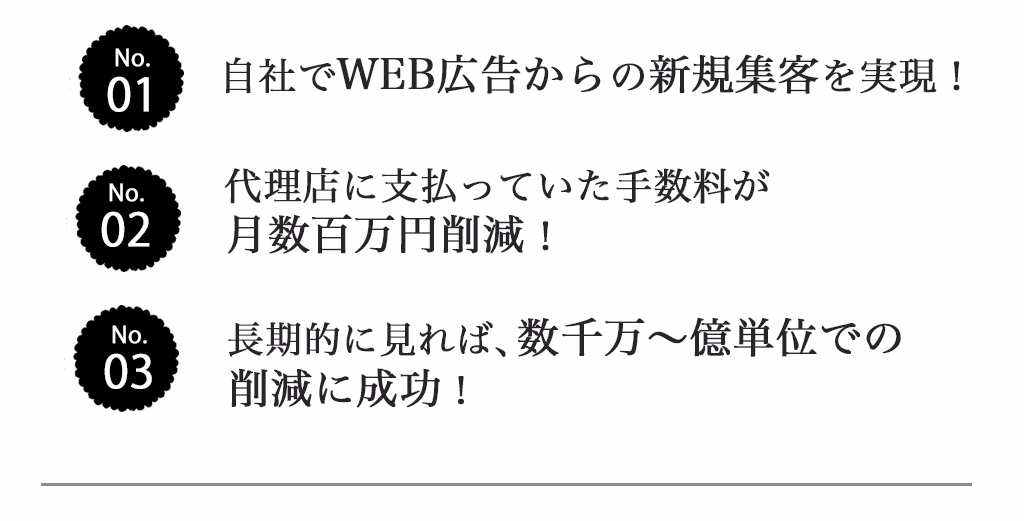 No.
01
自社でWEB広告からの新規集客を実現！
No.
02
代理店に支払っていた手数料が
月数百万円削減！
No.
03
長期的に見れば、数千万〜億単位での
削減に成功！